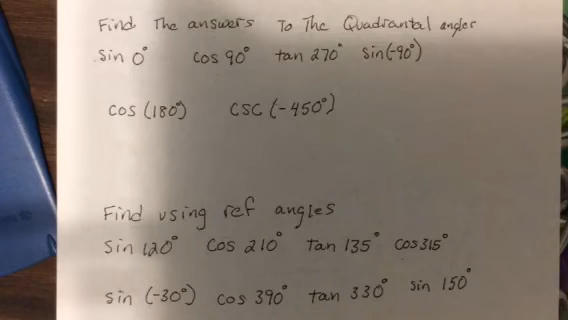 Find The answers To The Quadrantal angles
Sin 0° cos 90° tan 270° Sin(-90°)
cos (180°) csc (-450°)
Find using ref angles
Sin 120° Cos 210° tan 135° Cos 315°
Sin (-30°) cos 390° tan 330° sin 150°